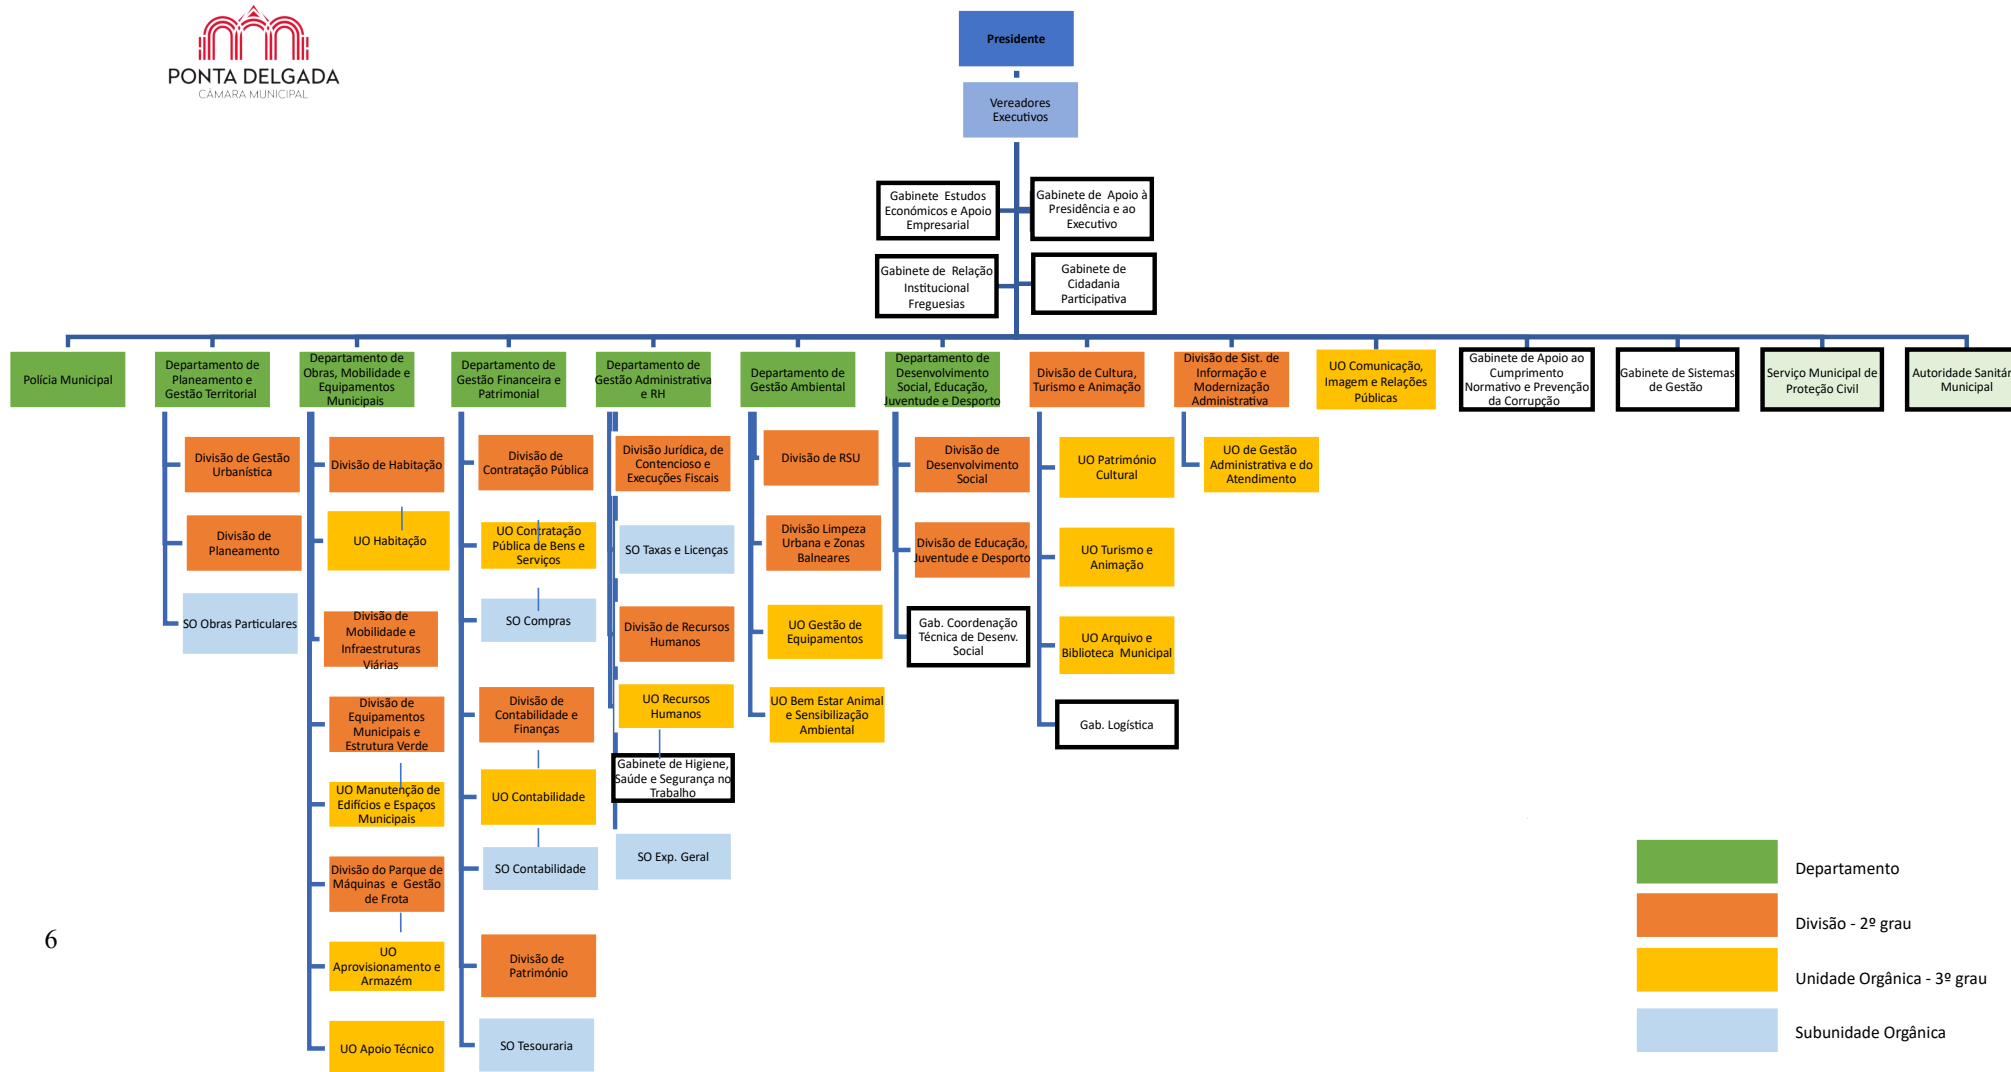 PONTA DELGADA
CÂMARA MUNICIPAL
Presidente
Vereadores
Executivos
Gabinete Estudos
Económicos e Apoio
Empresarial
Gabinete de Apoio à
Presidência e ao
Executivo
Gabinete de Relação
Institucional
Freguesias
Gabinete de
Cidadania
Participativa
Polícia Municipal
Departamento de
Planeamento e
Gestão Territorial
Departamento de
Obras, Mobilidade e
Equipamentos
Municipais
Departamento de
Gestão Financeira e
Patrimonial
Departamento de
Gestão Administrativa
e RH
Departamento de
Gestão Ambiental
Departamento de
Desenvolvimento
Social, Educação,
Juventude e Desporto
Divisão de Cultura,
Turismo e Animação
Divisão de Sist. de
Informação e
Modernização
Administrativa
UO Comunicação,
Imagem e Relações
Públicas
Gabinete de Apoio ao
Cumprimento
Normativo e Prevenção
da Corrupção
Gabinete de Sistemas
de Gestão
Serviço Municipal de
Proteção Civil
Autoridade Sanitár
Municipal
Divisão de Gestão
Urbanística
Divisão de
Planeamento
SO Obras Particulares
Divisão de Habitação
UO Habitação
Divisão de
Mobilidade e
Infraestruturas
Viárias
Divisão de
Equipamentos
Municipais e
Estrutura Verde
UO Manutenção de
Edifícios e Espaços
Municipais
Divisão do Parque de
Máquinas e Gestão
de Frota
UO
Aprovisionamento e
Armazém
UO Apoio Técnico
Divisão de
Contratação Pública
UO Contratação
Pública de Bens e
Serviços
SO Compras
Divisão de
Contabilidade e
Finanças
UO Contabilidade
SO Contabilidade
Divisão de
Património
SO Tesouraria
Divisão Jurídica, de
Contencioso e
Execuções Fiscais
SO Taxas e Licenças
Divisão de Recursos
Humanos
UO Recursos
Humanos
Gabinete de Higiene,
Saúde e Segurança no
Trabalho
SO Exp. Geral
Divisão de RSU
Divisão Limpeza
Urbana e Zonas
Balneares
UO Gestão de
Equipamentos
UO Bem Estar Animal
e Sensibilização
Ambiental
Divisão de
Desenvolvimento
Social
Divisão de Educação,
Juventude e Desporto
Gab. Coordenação
Técnica de Desenv.
Social
UO Património
Cultural
UO Turismo e
Animação
UO Arquivo e
Biblioteca Municipal
Gab. Logística
UO de Gestão
Administrativa e do
Atendimento
Departamento
Divisão - 2º grau
Unidade Orgânica - 3º grau
Subunidade Orgânica
6